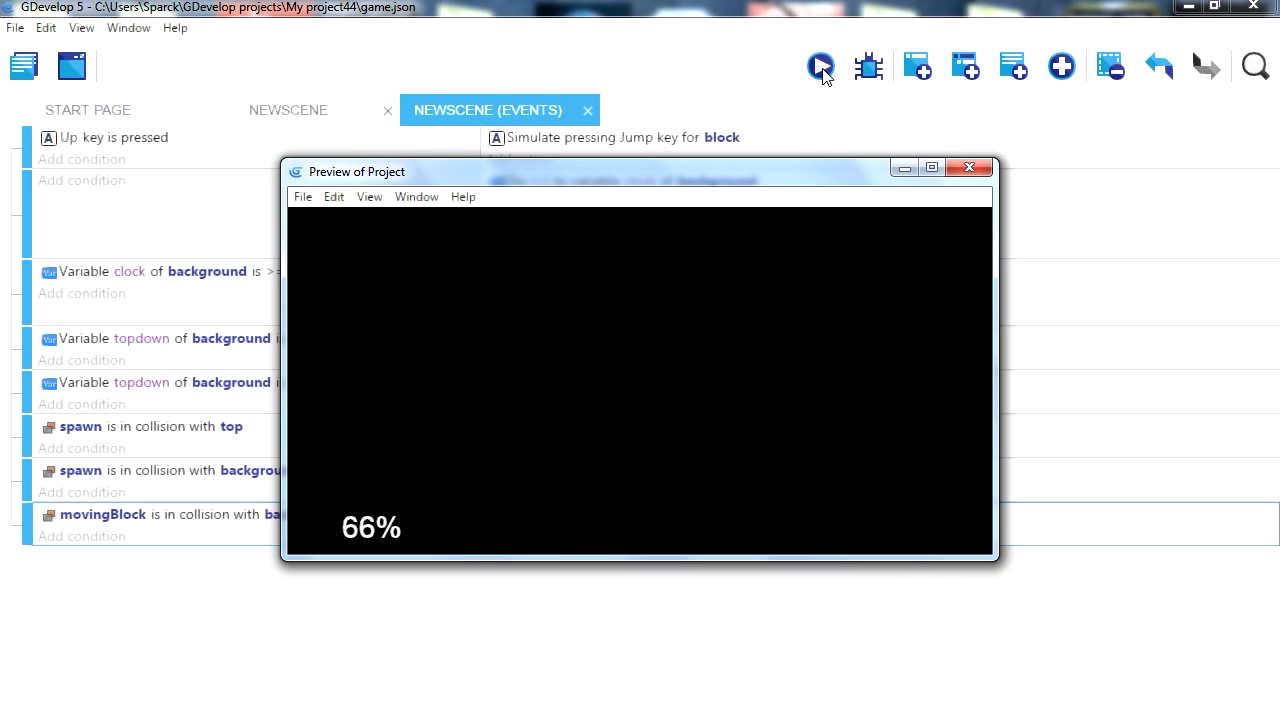 GDevelop 5 - C:\Users\Sparck\GDevelop projects\My project44\game.json
File Edit View Window Help
START PAGE NEWSCENE × NEWSCENE (EVENTS) ×
Up key is pressed Simulate pressing Jump key for block
Add condition
Add condition
Preview of Project
File Edit View Window Help
Variable clock of background is >
Add condition
Variable topdown of background
Add condition
Variable topdown of background
Add condition
spawn is in collision with top
Add condition
spawn is in collision with backgrou
Add condition
movingBlock is in collision with ba
Add condition
66%